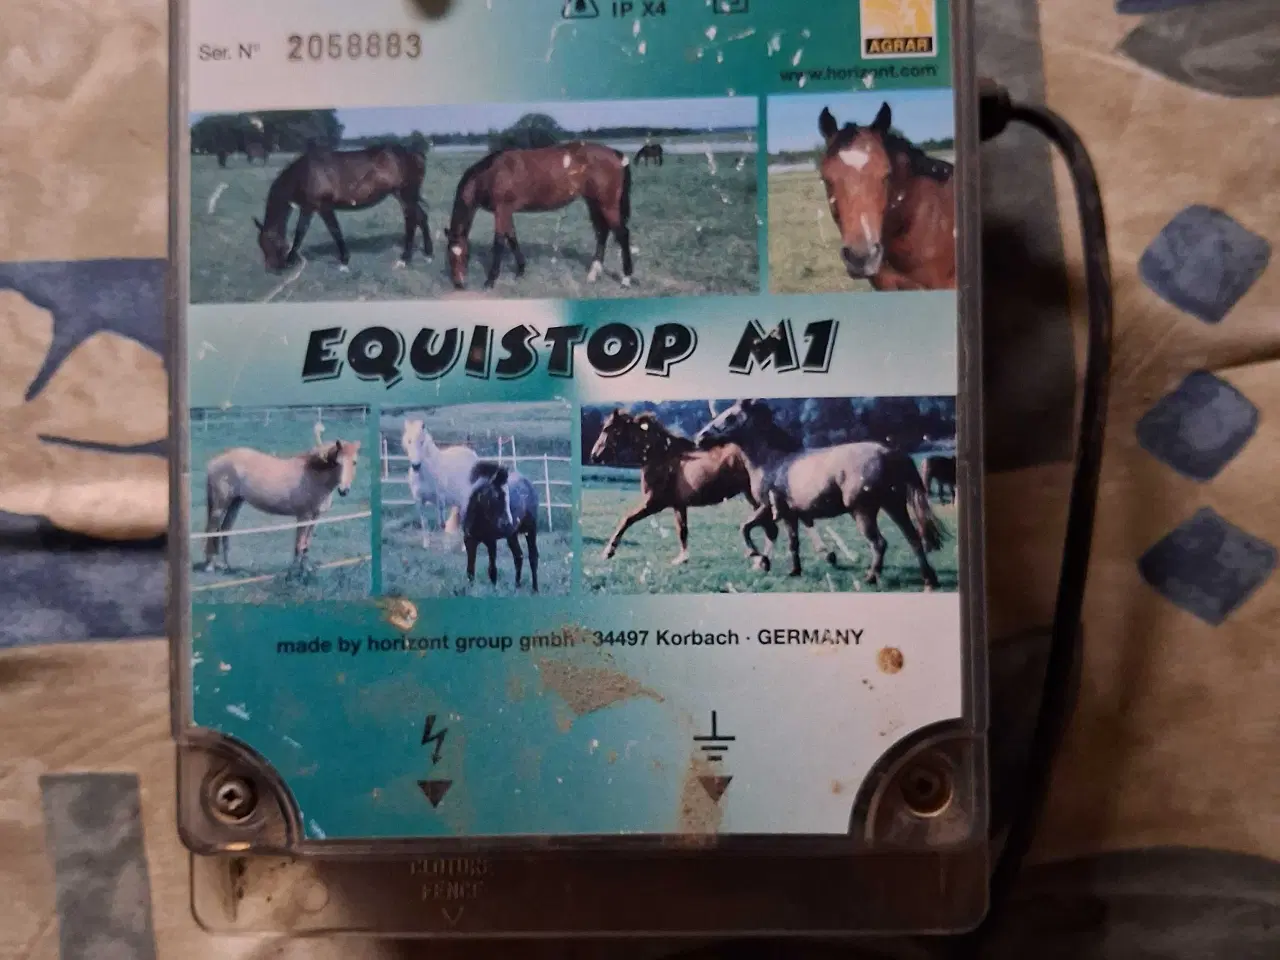 IP X4
Ser. N° 2058883
AGRAR
www.horizont.com
EQUISTOP M1
made by horizont group gmbh · 34497 Korbach · GERMANY
CLOTURE
FENCE